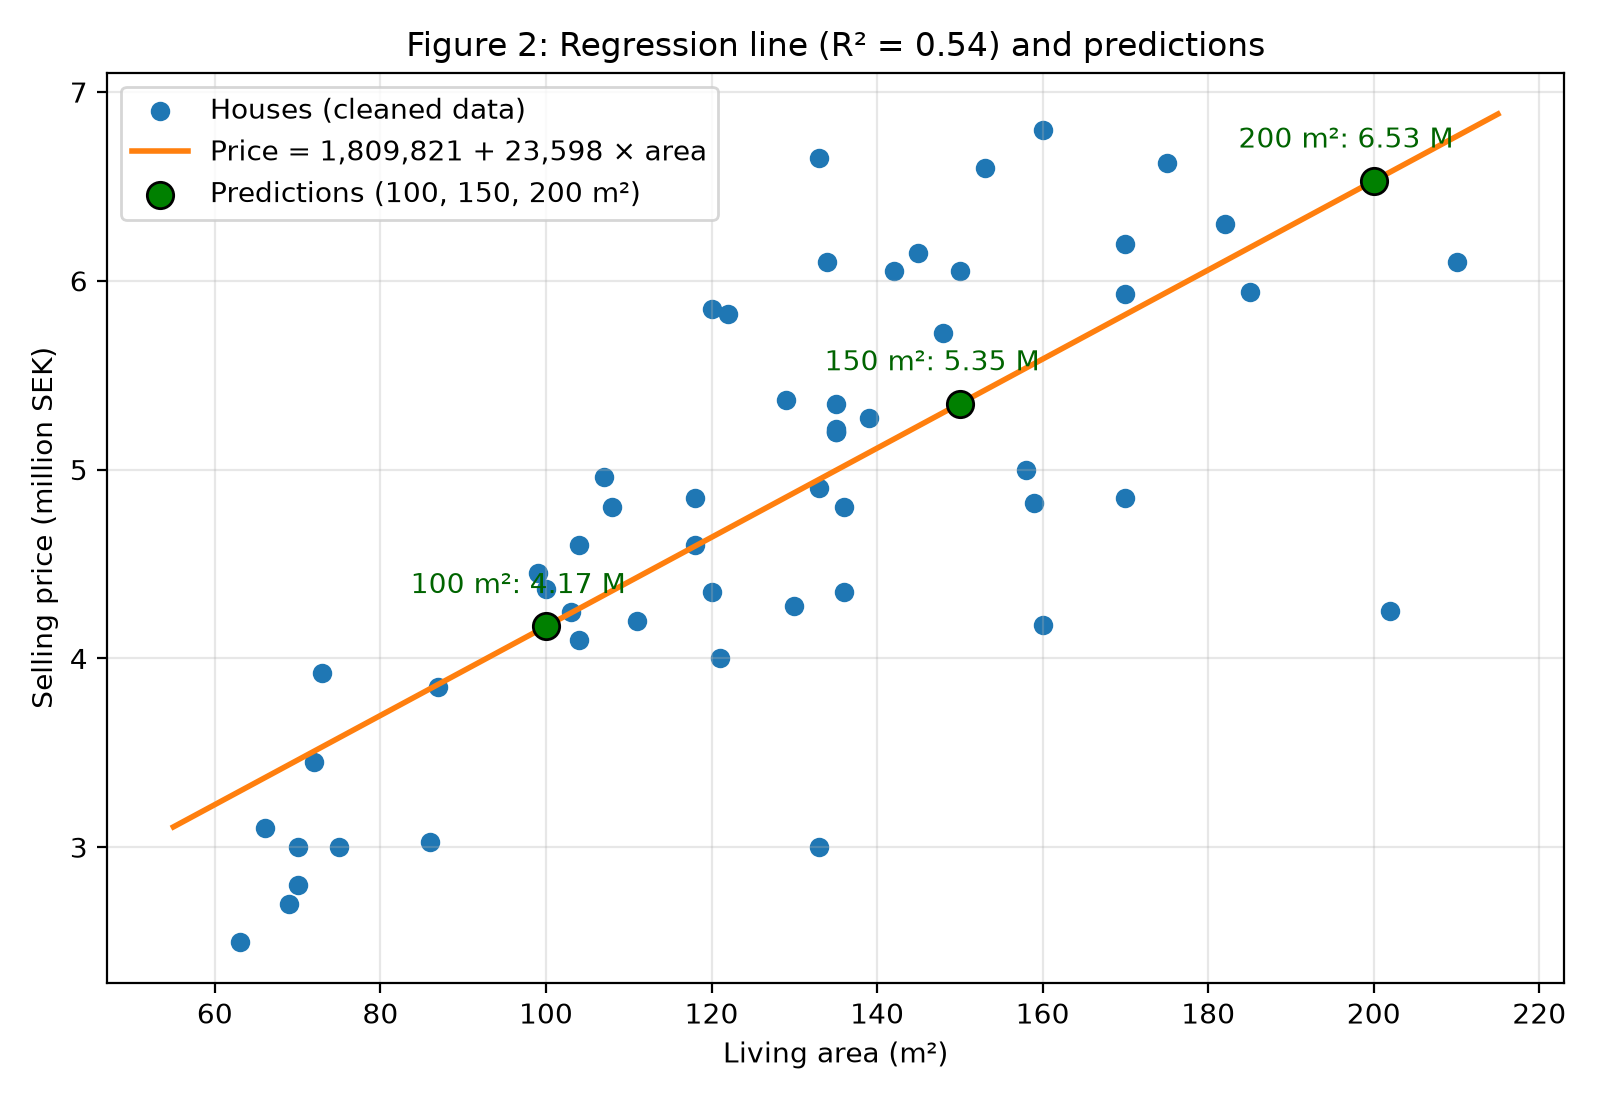 Figure 2: Regression line (R² = 0.54) and predictions
Houses (cleaned data)
Price = 1,809,821 + 23,598 × area
Predictions (100, 150, 200 m²)
200 m²: 6.53 M
150 m²: 5.35 M
100 m²: 4.17 M
Selling price (million SEK)
7
6
5
4
3
60 80 100 120 140 160 180 200 220
Living area (m²)